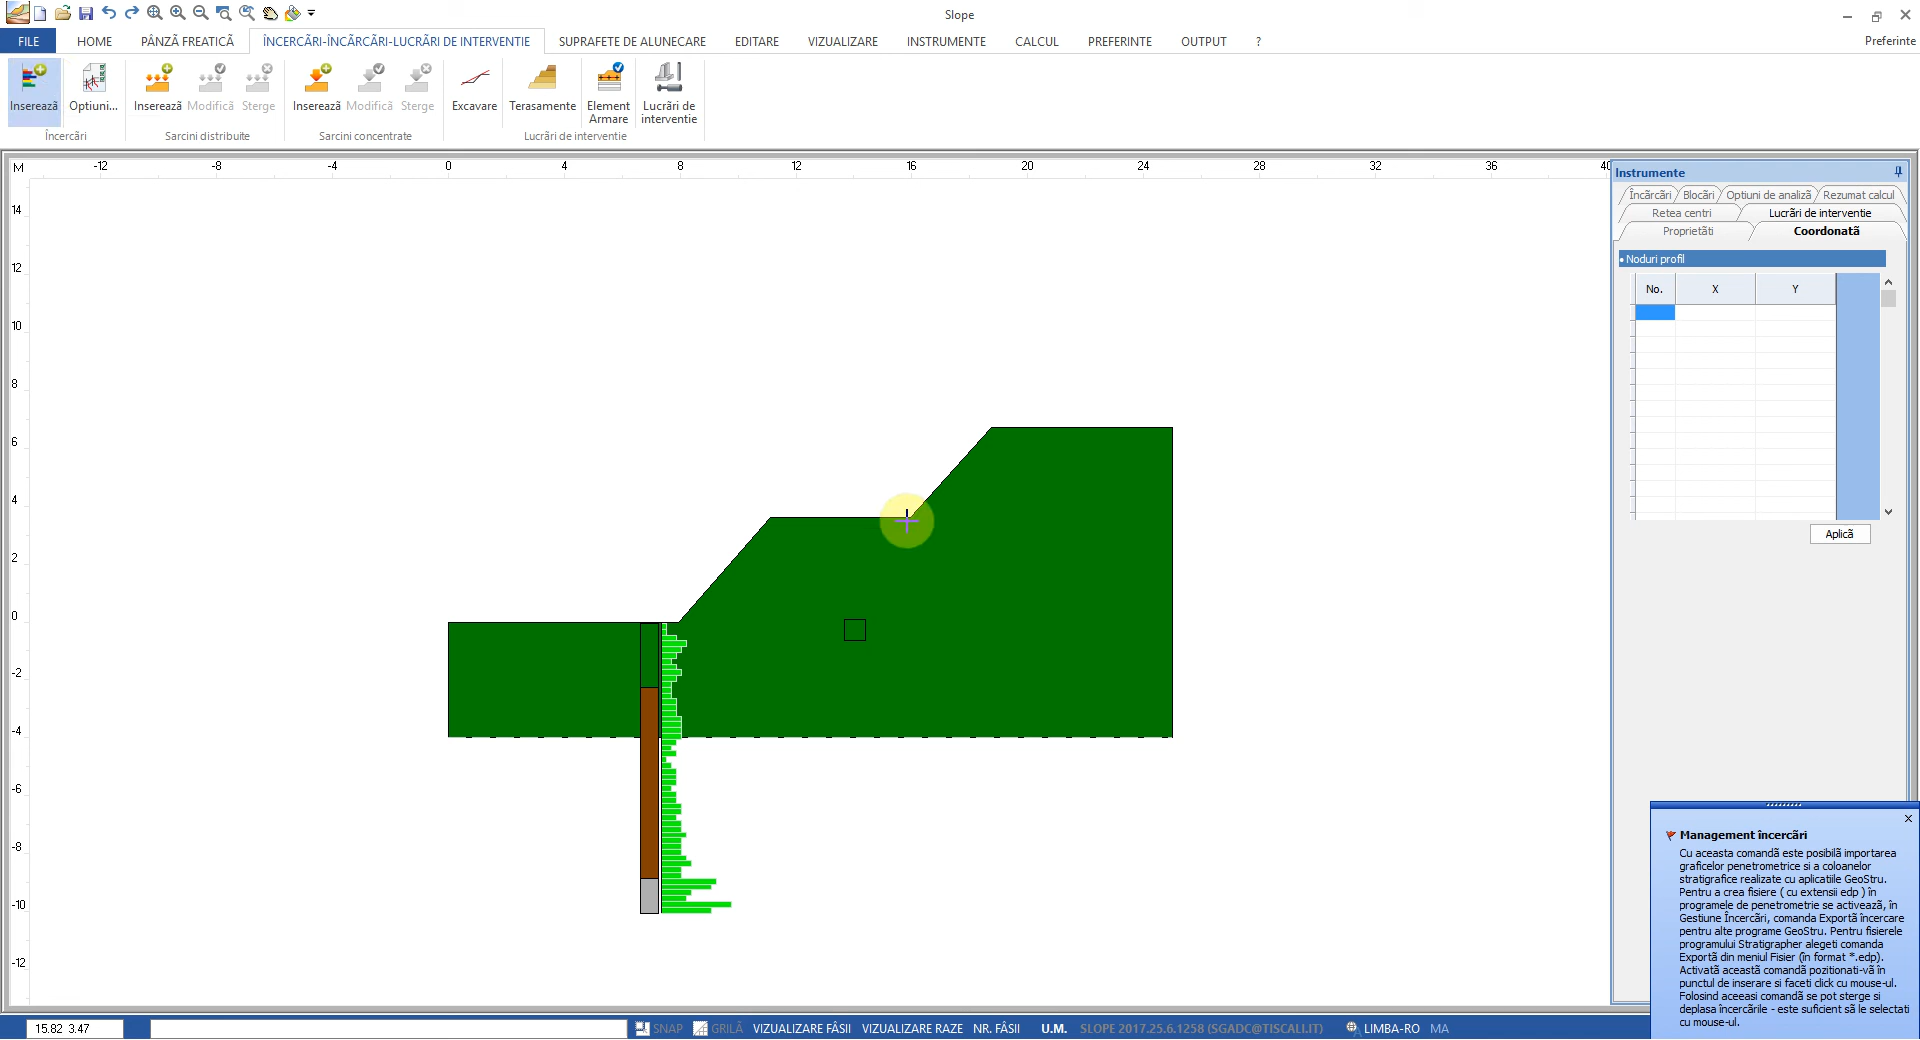 Slope
FILE HOME PÂNZĂ FREATICĂ ÎNCERCĂRI-ÎNCĂRCĂRI-LUCRĂRI DE INTERVENTIE SUPRAFETE DE ALUNECARE EDITARE VIZUALIZARE INSTRUMENTE CALCUL PREFERINTE OUTPUT ?
Preferinte
Inserează Optiuni... Inserează Modifică Sterge Inserează Modifică Sterge Excavare Terasamente Element Armare Lucrări de interventie
Încercări Sarcini distribuite Sarcini concentrate Lucrări de interventie
M -12 -8 -4 0 4 8 12 16 20 24 28 32 36 40
14
12
10
8
6
4
2
0
-2
-4
-6
-8
-10
-12
Instrumente
Încărcări Blocări Optiuni de analiză Rezumat calcul
Retea centri Lucrări de interventie
Proprietăti Coordonată
Noduri profil
No. X Y
Aplică
Management încercări
Cu aceasta comandă este posibilă importarea
graficelor penetrometrice si a coloanelor
stratigrafice realizate cu aplicatiile GeoStru.
Pentru a crea fisiere ( cu extensii edp ) în
programele de penetrometrie se activează, în
Gestiune Încercări, comanda Exportă încercare
pentru alte programe GeoStru. Pentru fisierele
programului Stratigrapher alegeti comanda
Exportă din meniul Fisier (în format *.edp).
Activată această comandă pozitionati-vă în
punctul de inserare si faceti click cu mouse-ul.
Folosind aceeasi comandă se pot sterge si
deplasa încercările - este suficient să le selectati
cu mouse-ul.
15.82 3.47 SNAP GRILĂ VIZUALIZARE FÂSII VIZUALIZARE RAZE NR. FÂSII U.M. SLOPE 2017.25.6.1258 (SGADC@TISCALI.IT) LIMBA-RO MA